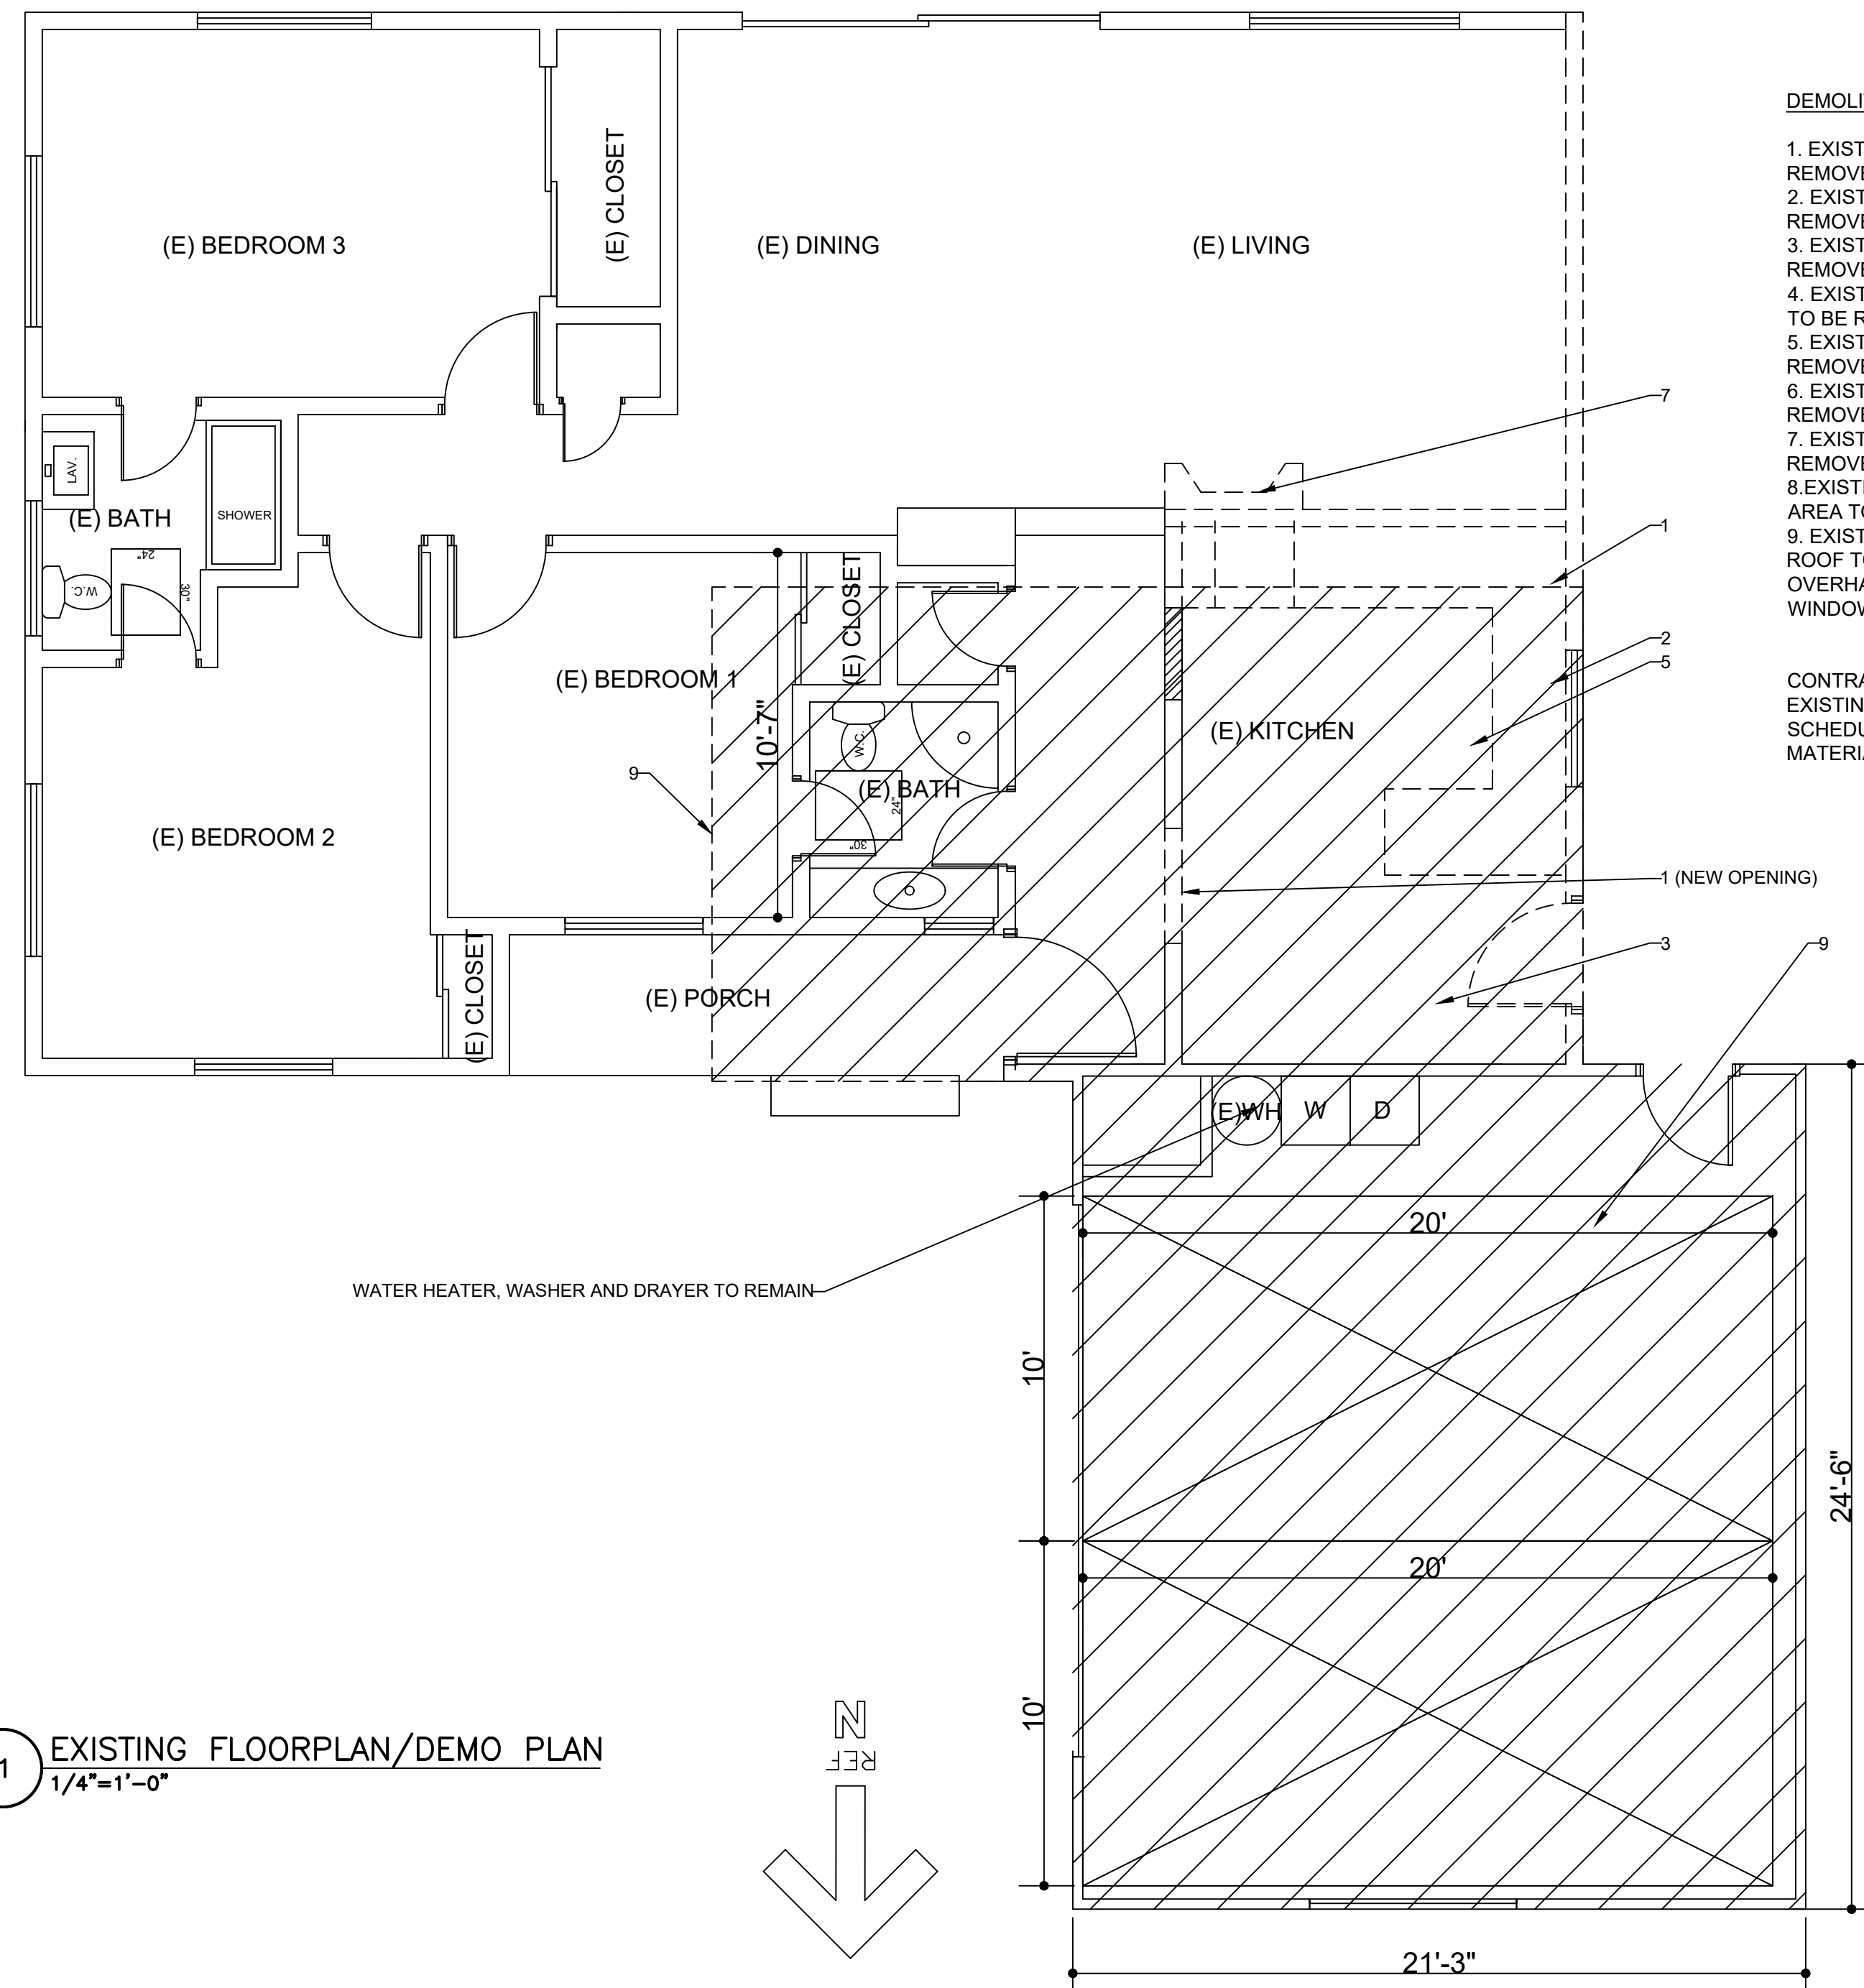 (E) BEDROOM 3
(E) CLOSET
(E) DINING
(E) LIVING
LAV.
(E) BATH
SHOWER
24"
30"
W.C.
(E) BEDROOM 1
(E) CLOSET
10'-7"
W.C.
(E) BATH
24"
30"
(E) KITCHEN
(E) BEDROOM 2
(E) CLOSET
(E) PORCH
9
7
1
2
5
1 (NEW OPENING)
3
9
(E)WH
W
D
WATER HEATER, WASHER AND DRAYER TO REMAIN
20'
10'
20'
10'
24'-6"
21'-3"
N
REF
1
EXISTING FLOORPLAN/DEMO PLAN
1/4"=1'-0"
1. EXIST
REMOVE
2. EXIST
REMOVE
3. EXIST
REMOVE
4. EXIST
TO BE R
5. EXIST
REMOVE
6. EXIST
REMOVE
7. EXIST
REMOVE
8.EXISTI
AREA TO
9. EXIST
ROOF TO
OVERHA
WINDOW
CONTRA
EXISTIN
SCHEDU
MATERIA